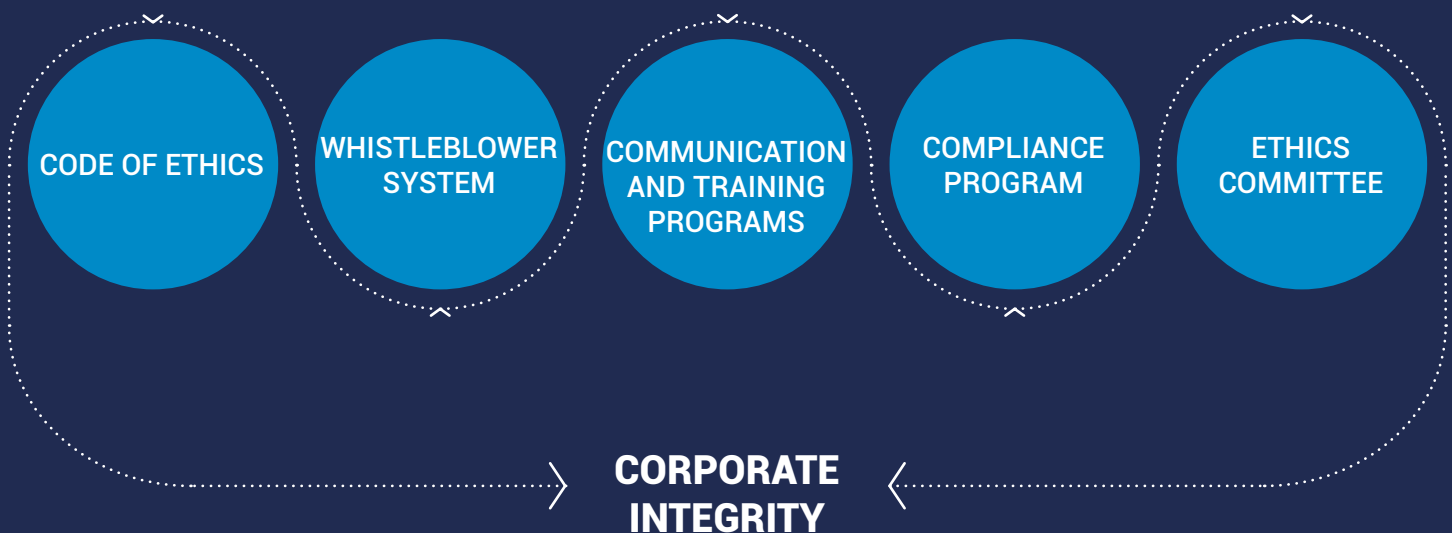 CODE OF ETHICS
WHISTLEBLOWER
SYSTEM
COMMUNICATION
AND TRAINING
PROGRAMS
COMPLIANCE
PROGRAM
ETHICS
COMMITTEE
CORPORATE
INTEGRITY